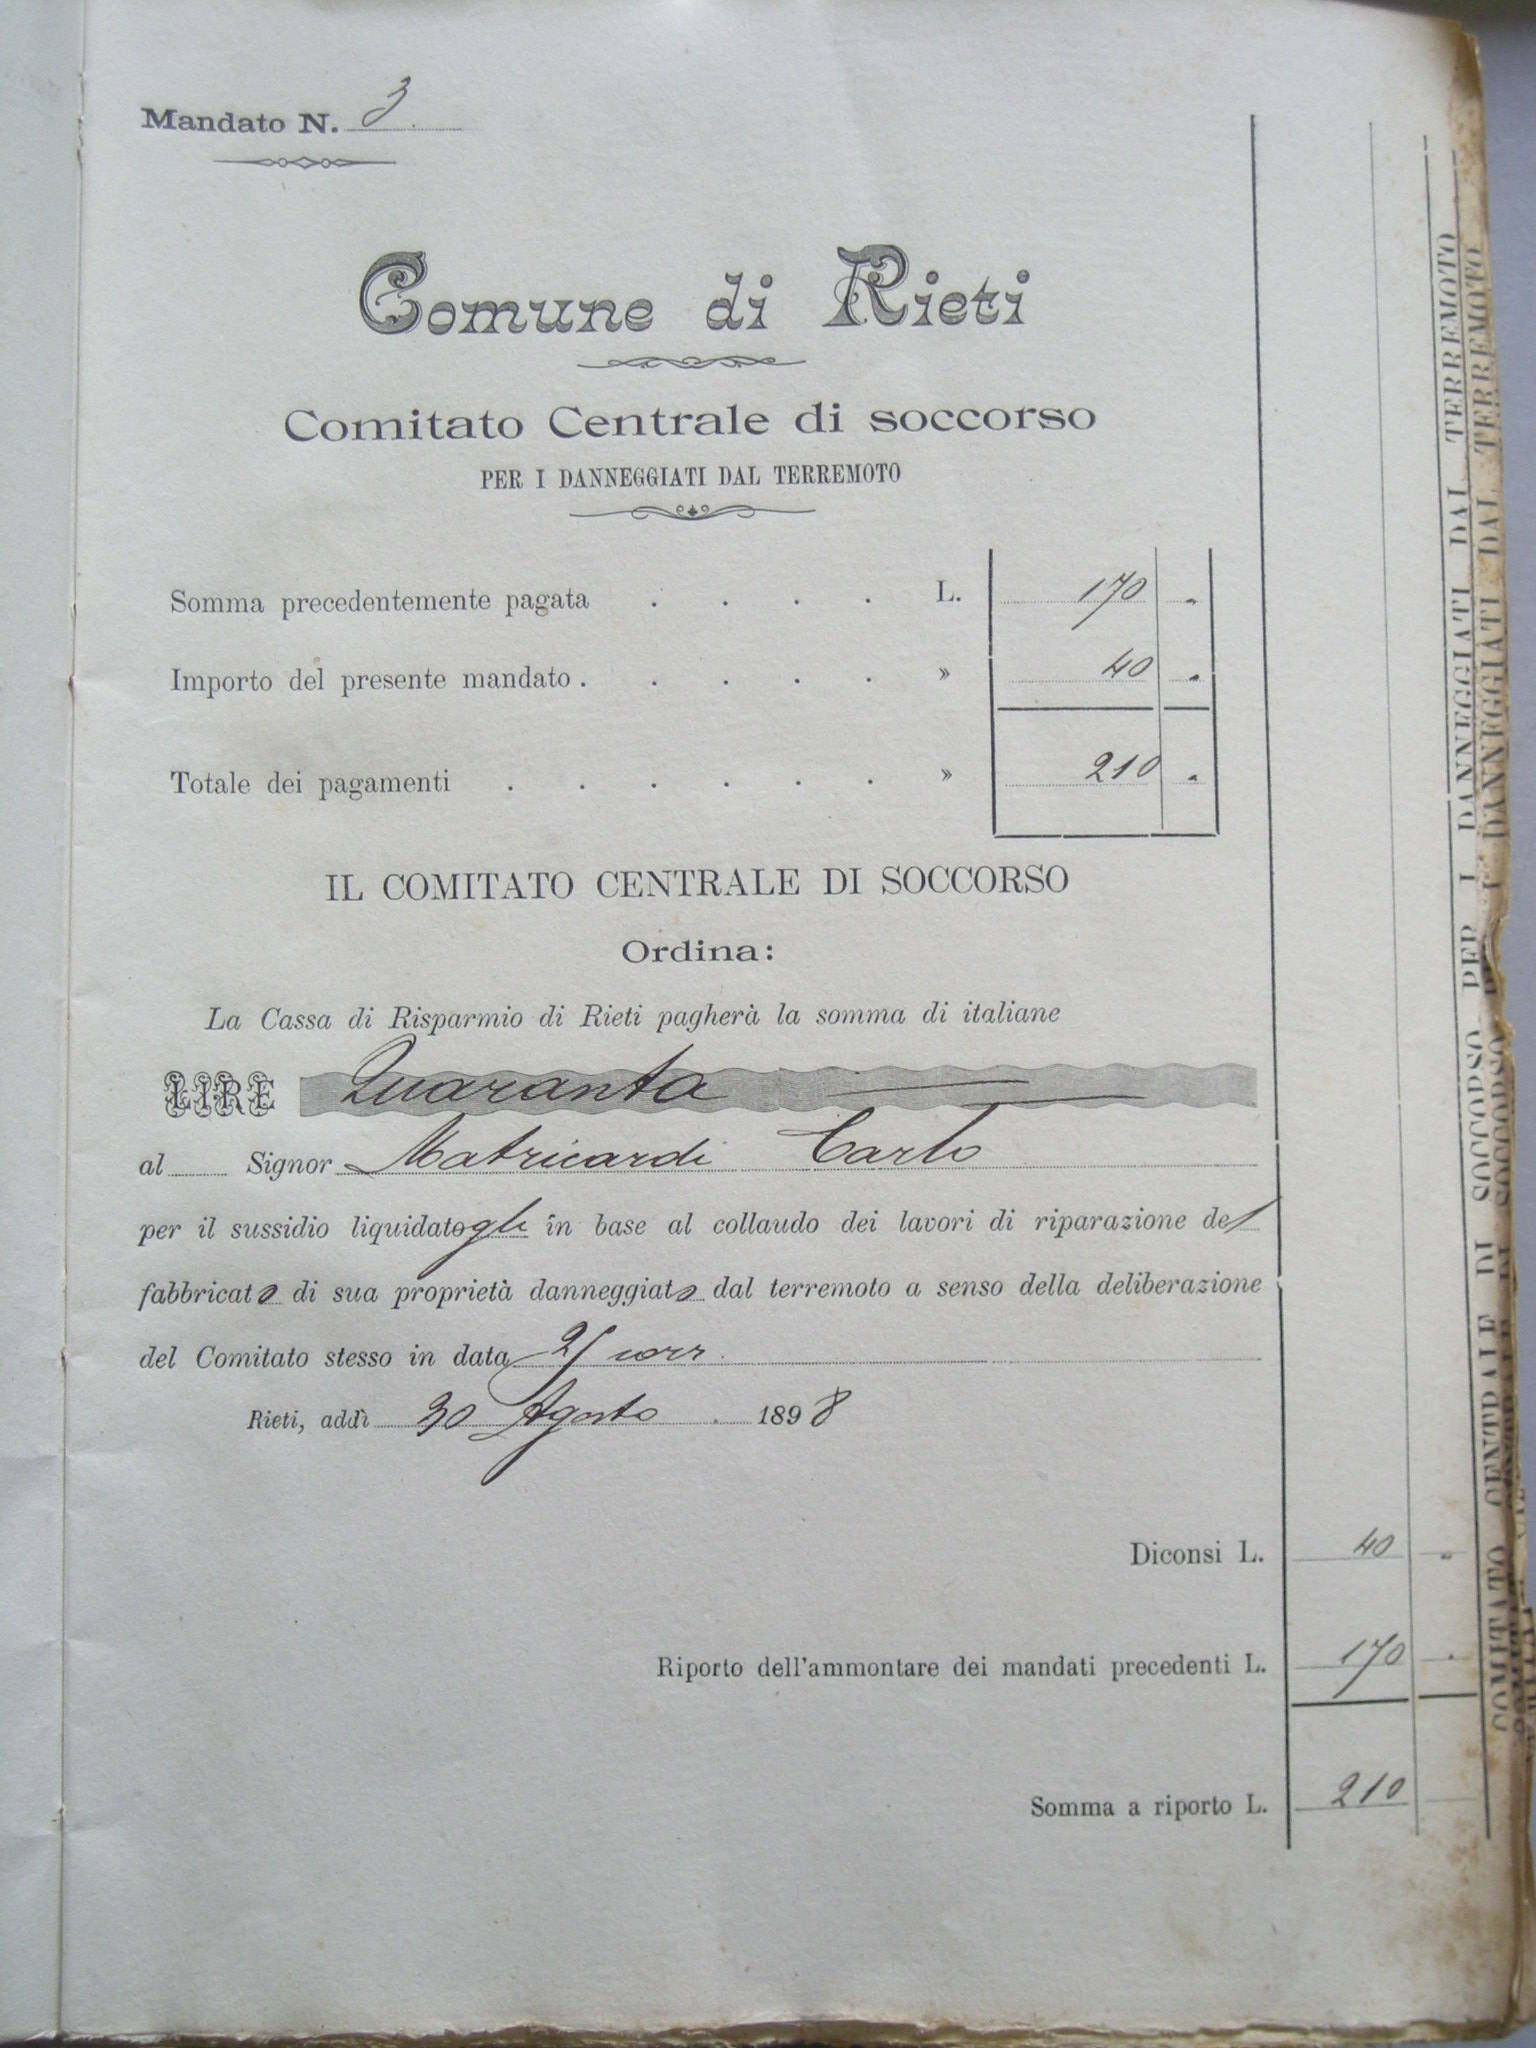 Mandato N. 3
Comune di Rieti
Comitato Centrale di soccorso
PER I DANNEGGIATI DAL TERREMOTO
Somma precedentemente pagata . . . . L. 170 "
Importo del presente mandato . . . . . » 40 "
Totale dei pagamenti . . . . . . » 210 "
IL COMITATO CENTRALE DI SOCCORSO
Ordina:
La Cassa di Risparmio di Rieti pagherà la somma di italiane
LIRE Quaranta
al Signor Matricardi Carlo
per il sussidio liquidatogli in base al collaudo dei lavori di riparazione del
fabbricato di sua proprietà danneggiato dal terremoto a senso della deliberazione
del Comitato stesso in data corr.
Rieti, addì 30 Agosto 1898
Diconsi L. 40 "
Riporto dell'ammontare dei mandati precedenti L. 170 "
Somma a riporto L. 210
COMITATO CENTRALE DI SOCCORSO PER I DANNEGGIATI DAL TERREMOTO